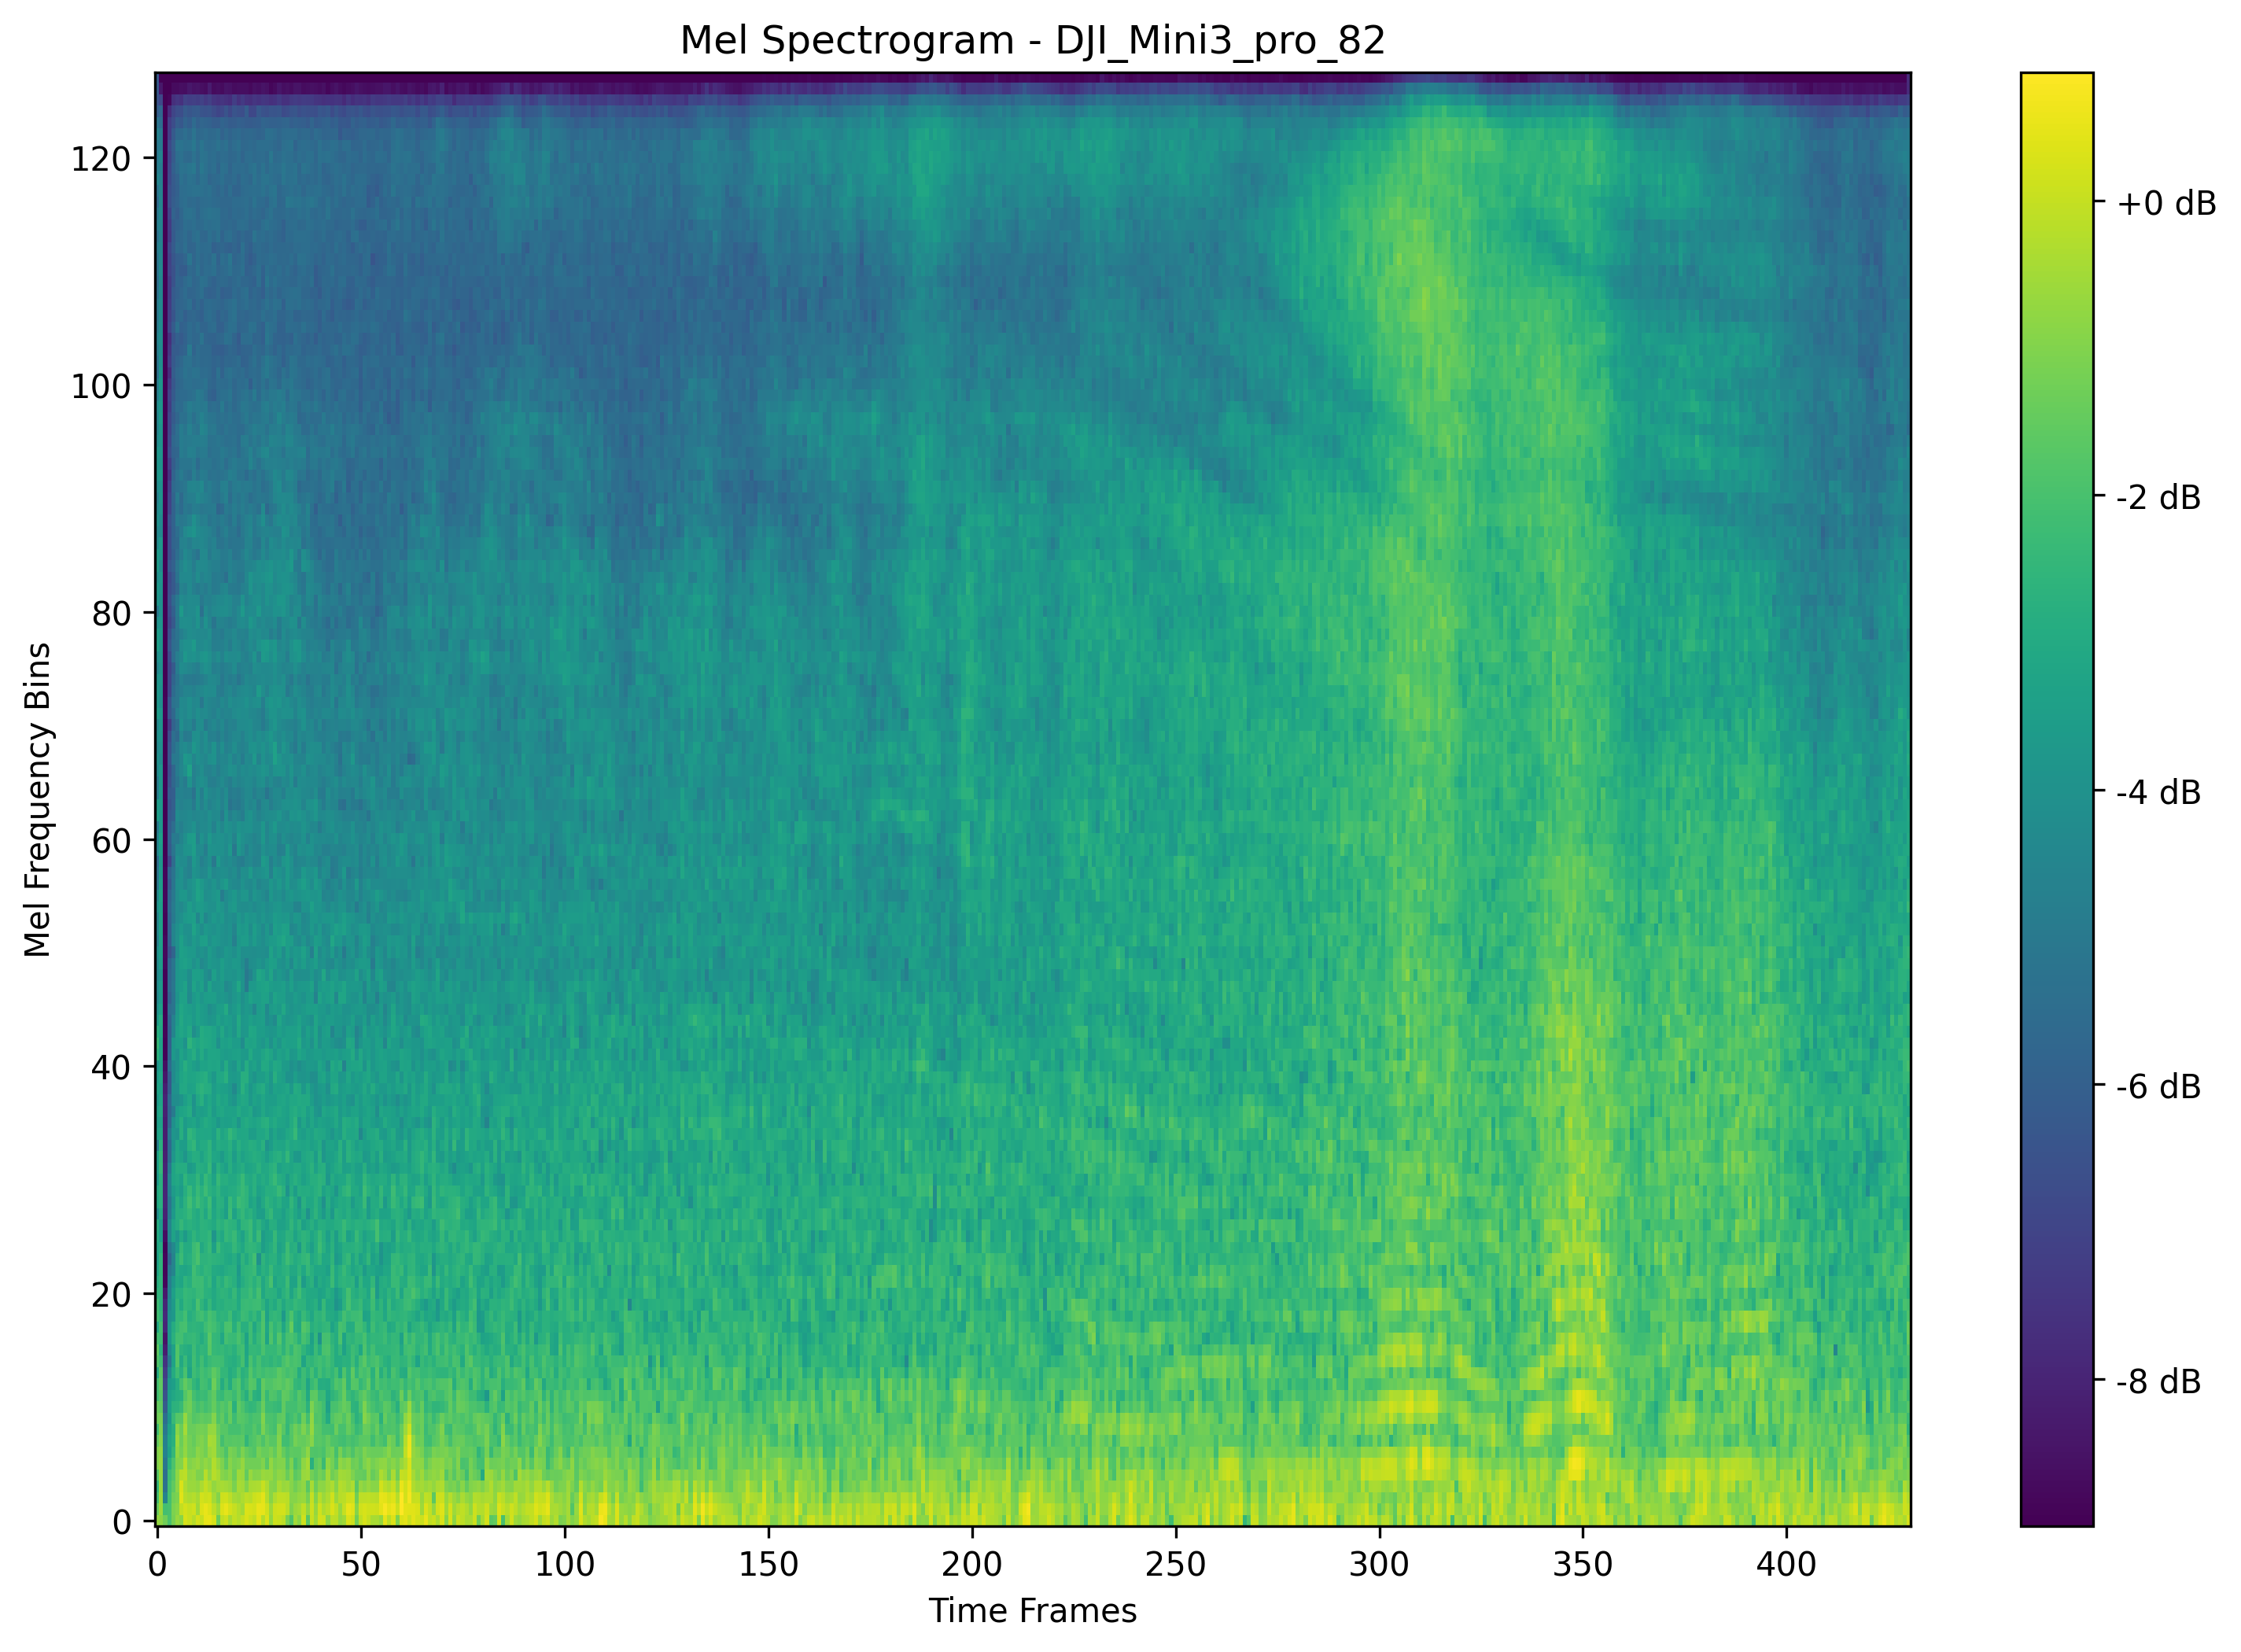 Mel Spectrogram - DJI_Mini3_pro_82
120
100
80
60
40
20
0
Mel Frequency Bins
0 50 100 150 200 250 300 350 400
Time Frames
+0 dB
-2 dB
-4 dB
-6 dB
-8 dB